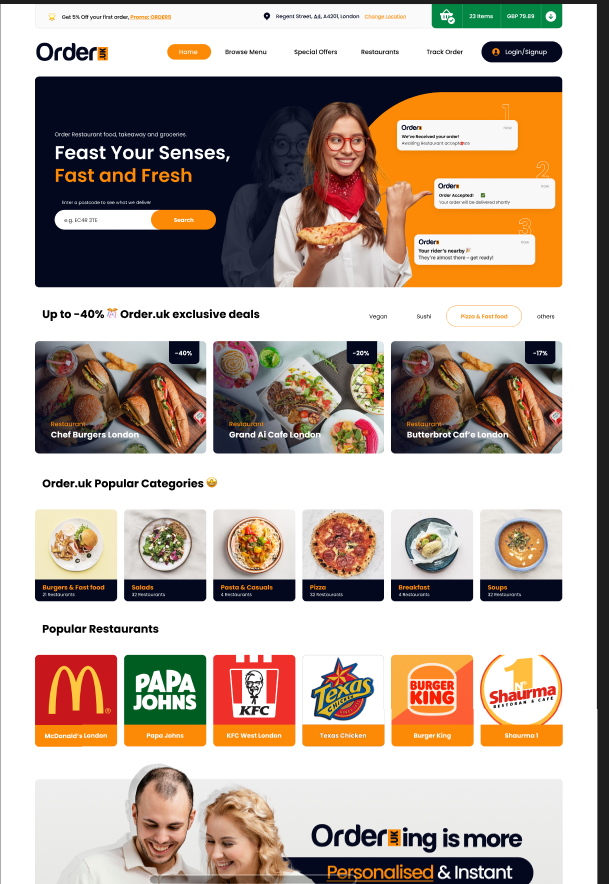 Get 5% Off your first order, Promo: ORDER5
Regent Street, A4, A4201, London Change Location
23 Items
GBP 79.89
Order.uk
Home
Browse Menu
Special Offers
Restaurants
Track Order
Login/Signup
Order Restaurant food, takeaway and groceries.
Feast Your Senses,
Fast and Fresh
Enter a postcode to see what we deliver
e.g. EC4R 3TE
Search
1
Order
now
We've Received your order!
Awaiting Restaurant acceptance
2
Order
now
Order Accepted!
Your order will be delivered shortly
3
Order
now
Your rider's nearby
They're almost there – get ready!
Up to -40% Order.uk exclusive deals
Vegan
Sushi
Pizza & Fast food
others
-40%
Restaurant
Chef Burgers London
-20%
Restaurant
Grand Ai Cafe London
-17%
Restaurant
Butterbrot Caf'e London
Order.uk Popular Categories
Burgers & Fast food
21 Restaurants
Salads
32 Restaurants
Pasta & Casuals
4 Restaurants
Pizza
32 Restaurants
Breakfast
4 Restaurants
Soups
32 Restaurants
Popular Restaurants
McDonald's London
PAPA
JOHNS
Papa Johns
KFC
KFC West London
Texas
CHICKEN
Texas Chicken
BURGER
KING
Burger King
1
Nº
Shaurma
RESTORAN & CAFE
Shaurma 1
Order.uk ing is more
Personalised & Instant